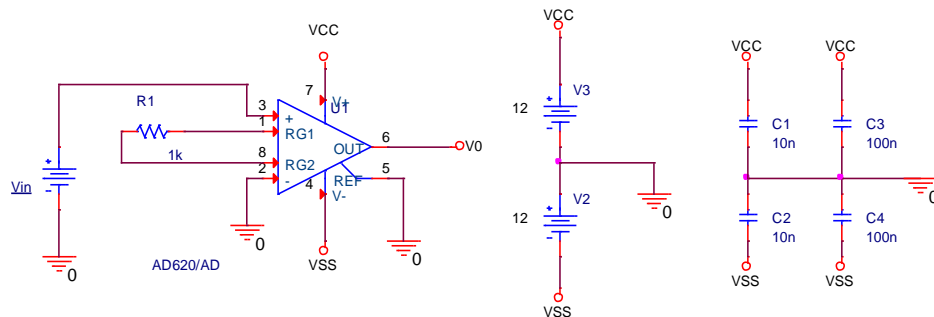 VCC
7
V+
U1
R1
3
+
1
RG1
1k
8
RG2
2
-
OUT
6
V0
5
REF
4
V-
Vin
0
0
0
VSS
AD620/AD
VCC
V3
12
0
V2
12
VSS
VCC VCC
C1
10n
C3
100n
0
C2
10n
C4
100n
VSS VSS